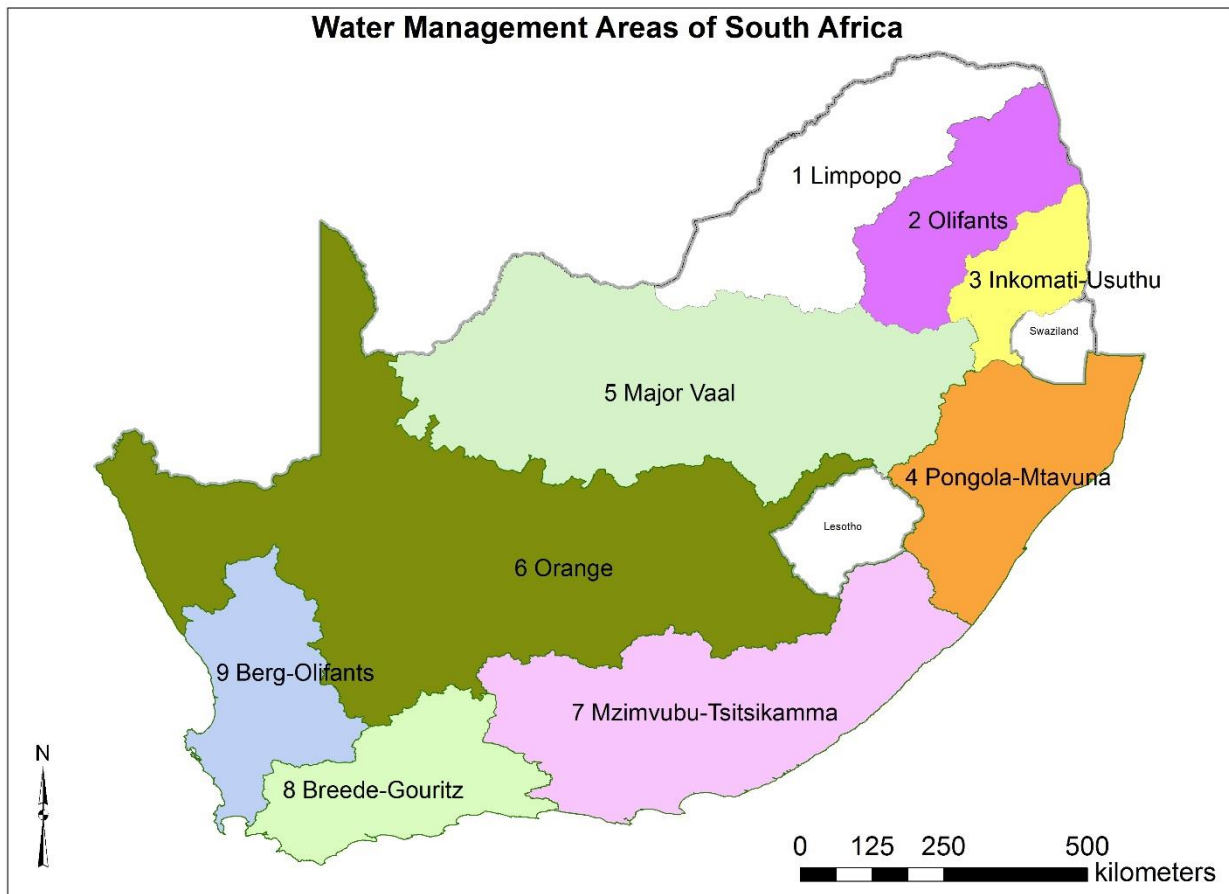 Water Management Areas of South Africa
1 Limpopo
2 Olifants
3 Inkomati-Usuthu
Swaziland
5 Major Vaal
4 Pongola-Mtavuna
Lesotho
6 Orange
9 Berg-Olifants
7 Mzimvubu-Tsitsikamma
8 Breede-Gouritz
N
0 125 250 500
kilometers